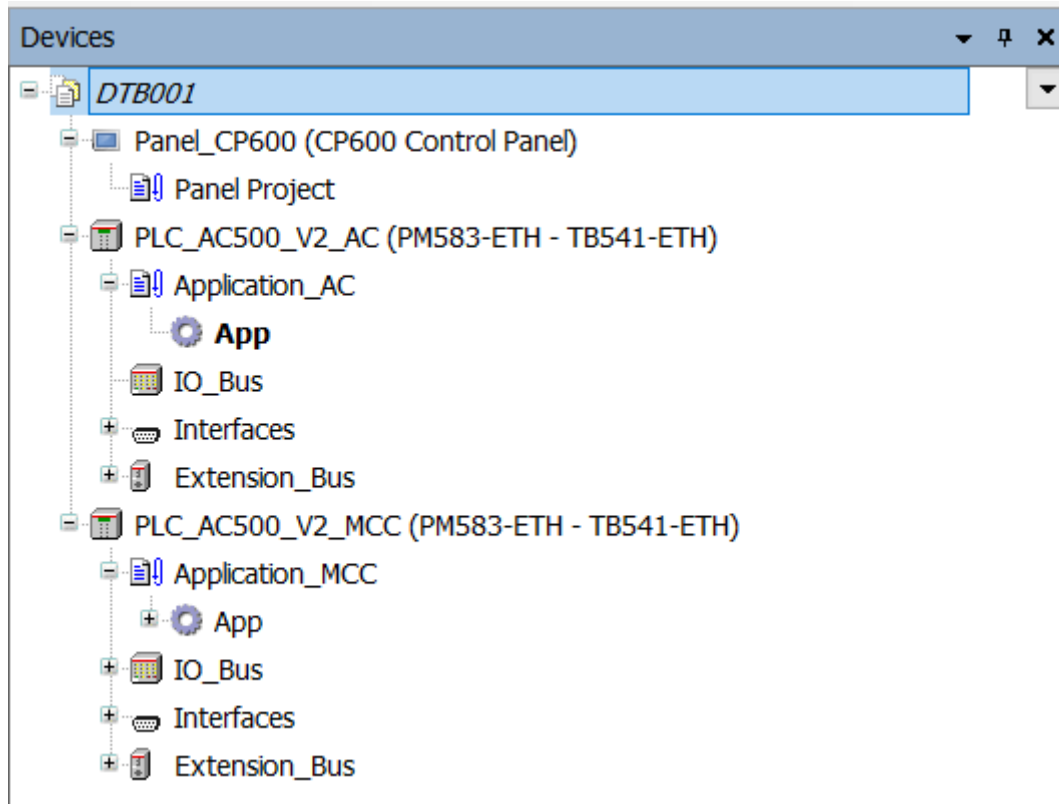 Devices
DTB001
Panel_CP600 (CP600 Control Panel)
Panel Project
PLC_AC500_V2_AC (PM583-ETH - TB541-ETH)
Application_AC
App
IO_Bus
Interfaces
Extension_Bus
PLC_AC500_V2_MCC (PM583-ETH - TB541-ETH)
Application_MCC
App
IO_Bus
Interfaces
Extension_Bus